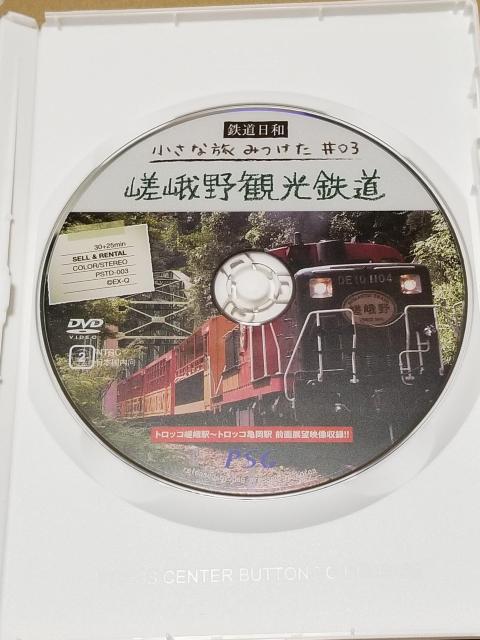 鉄道日和
小さな旅 みつけた #03
嵯峨野観光鉄道
30+25min
SELL & RENTAL
COLOR/STEREO
PSTD-003
©EX-Q
DE10 1104
嵯峨野
DVD
VIDEO
2
NTSC
日本国内向
トロッコ嵯峨駅～トロッコ亀岡駅 前面展望映像収録!!
PSG
CENTER BUTTON